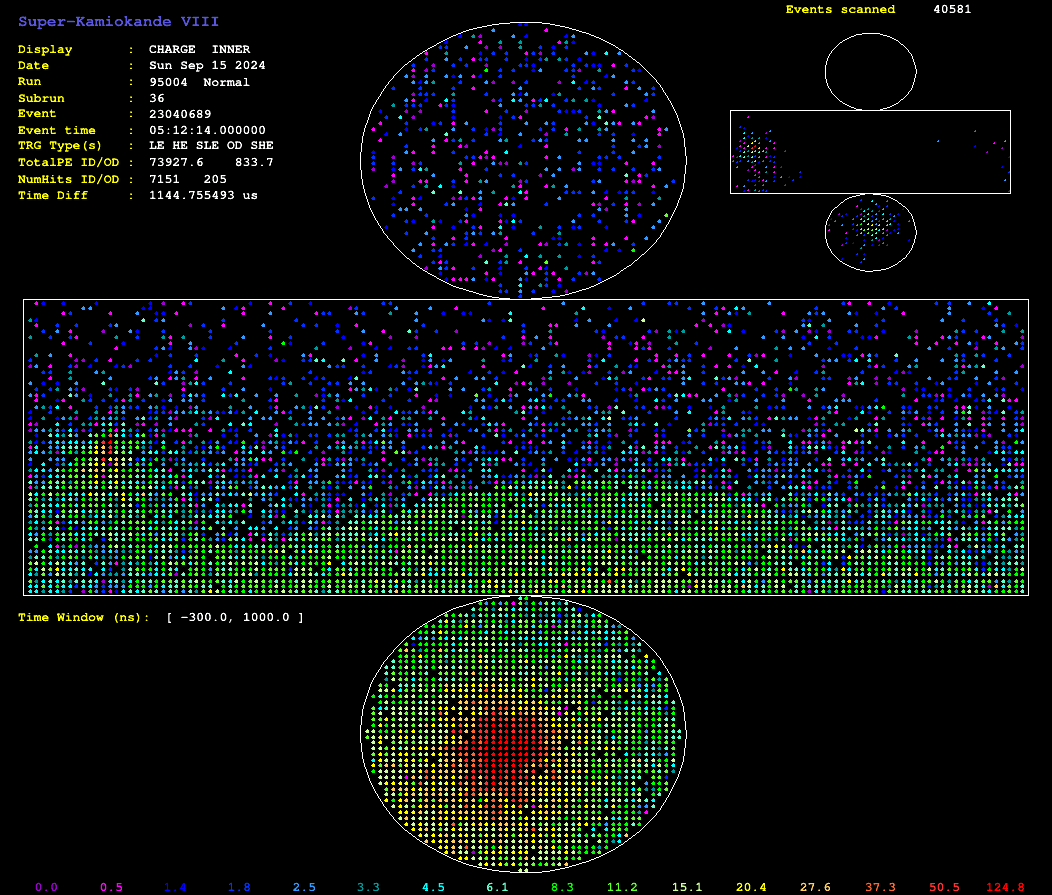 Super-Kamiokande VIII
Events scanned 40581
Display : CHARGE INNER
Date : Sun Sep 15 2024
Run : 95004 Normal
Subrun : 36
Event : 23040689
Event time : 05:12:14.000000
TRG Type(s) : LE HE SLE OD SHE
TotalPE ID/OD : 73927.6 833.7
NumHits ID/OD : 7151 205
Time Diff : 1144.755493 us
Time Window (ns): [ -300.0, 1000.0 ]
0.0 0.5 1.4 1.8 2.5 3.3 4.5 6.1 8.3 11.2 15.1 20.4 27.6 37.3 50.5 124.8